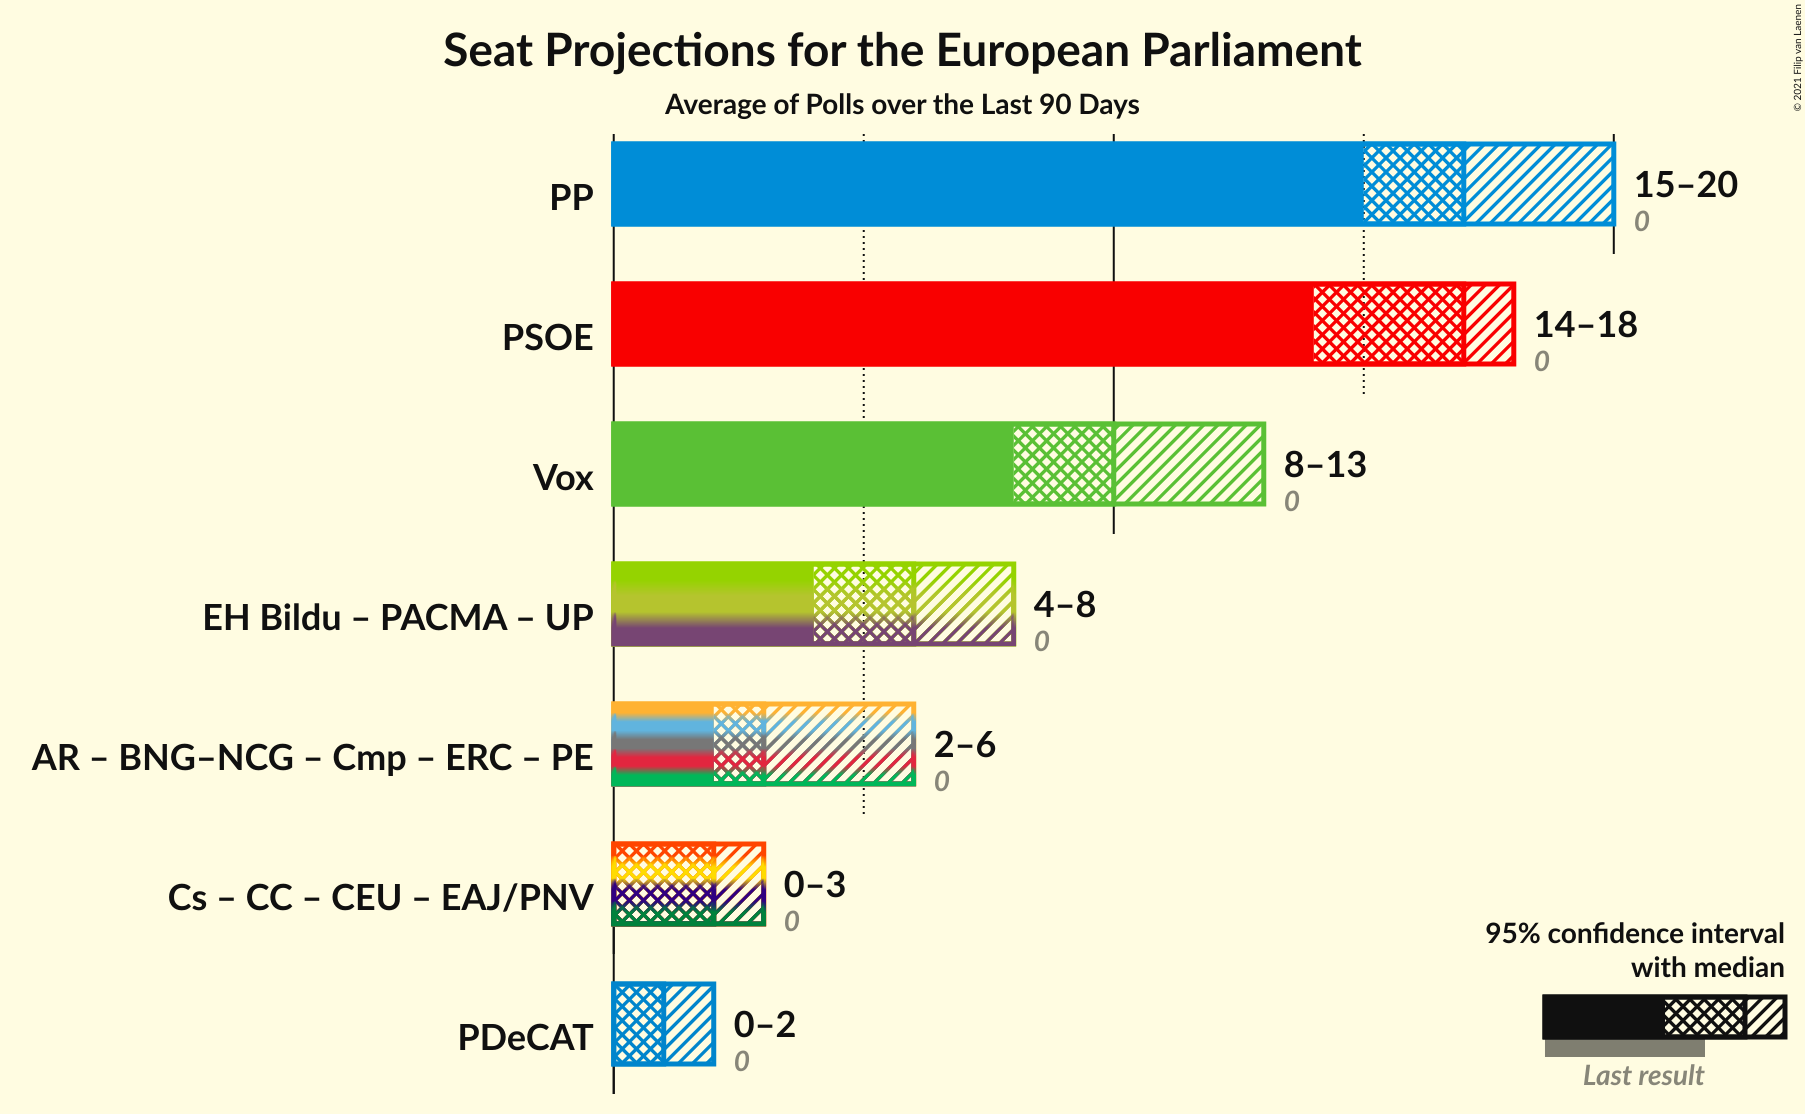 Seat Projections for the European Parliament
Average of Polls over the Last 90 Days
© 2021 Filip van Laenen
PP
15–20
0
PSOE
14–18
0
Vox
8–13
0
EH Bildu – PACMA – UP
4–8
0
AR – BNG–NCG – Cmp – ERC – PE
2–6
0
Cs – CC – CEU – EAJ/PNV
0–3
0
PDeCAT
0–2
0
95% confidence interval
with median
Last result